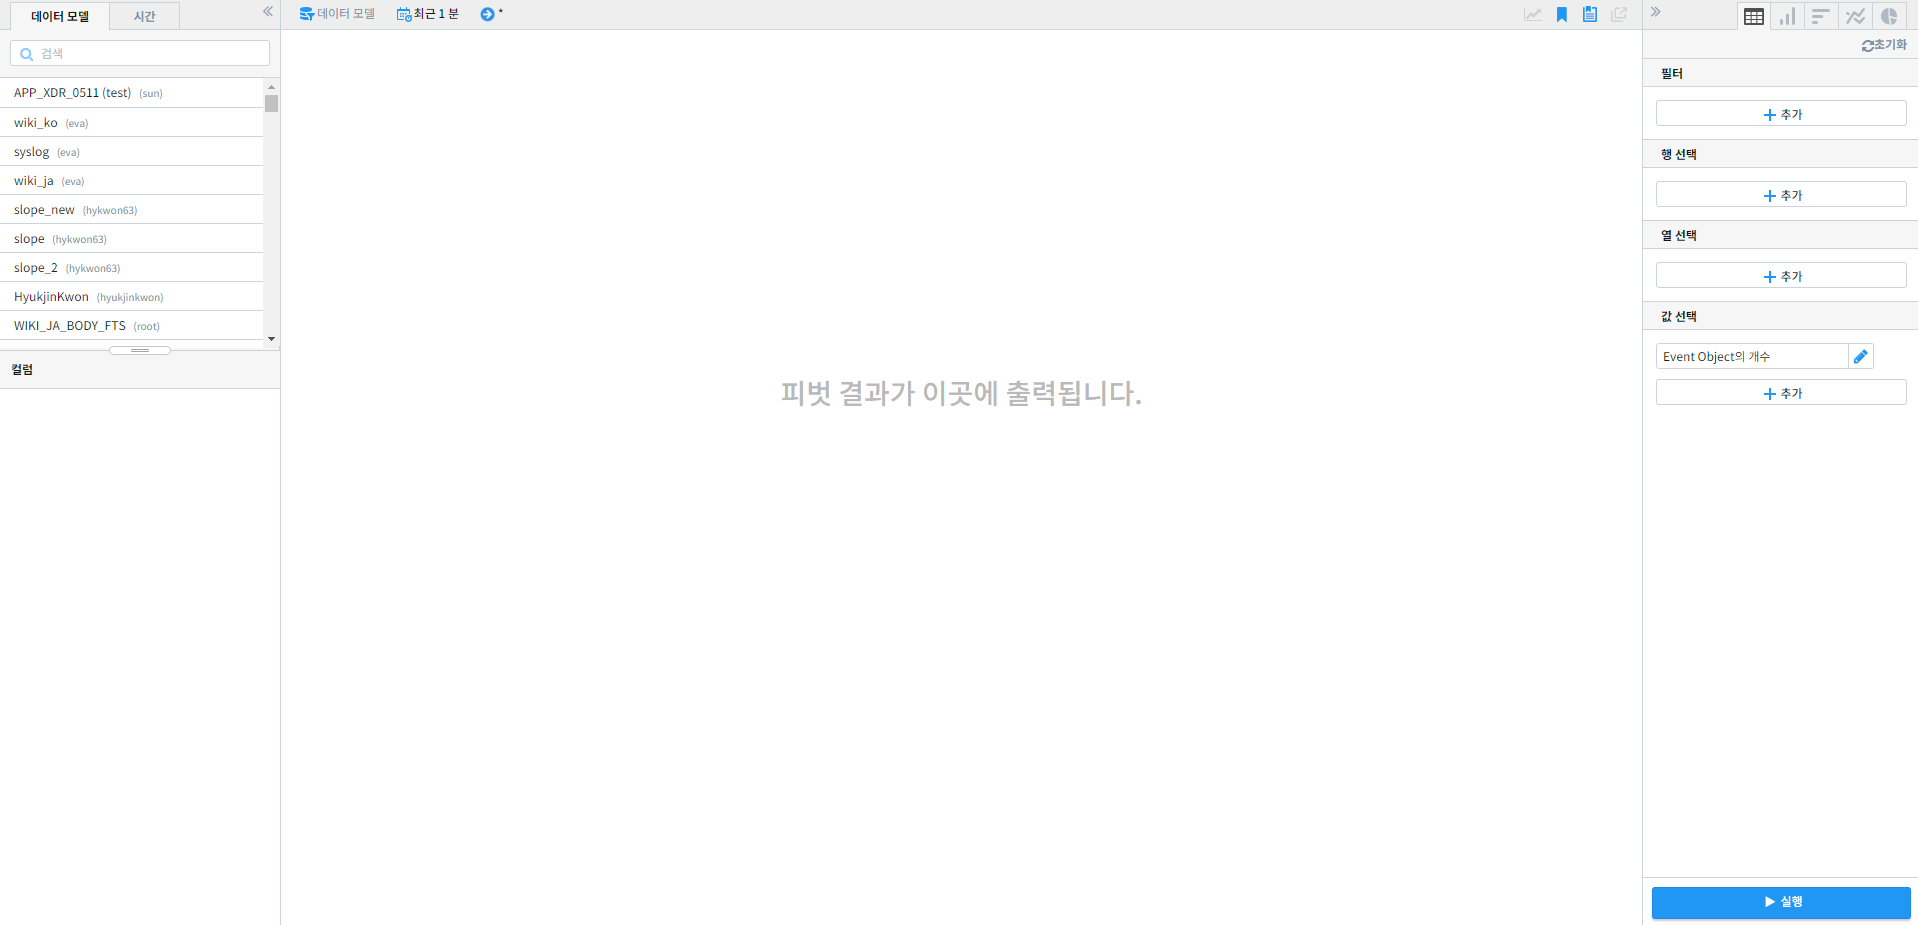 데이터 모델
시간
검색
APP_XDR_0511 (test) (sun)
wiki_ko (eva)
syslog (eva)
wiki_ja (eva)
slope_new (hykwon63)
slope (hykwon63)
slope_2 (hykwon63)
HyukjinKwon (hyukjinkwon)
WIKI_JA_BODY_FTS (root)
컬럼
데이터 모델 최근 1 분 *
피벗 결과가 이곳에 출력됩니다.
초기화
필터
추가
행 선택
추가
열 선택
추가
값 선택
Event Object의 개수
추가
실행